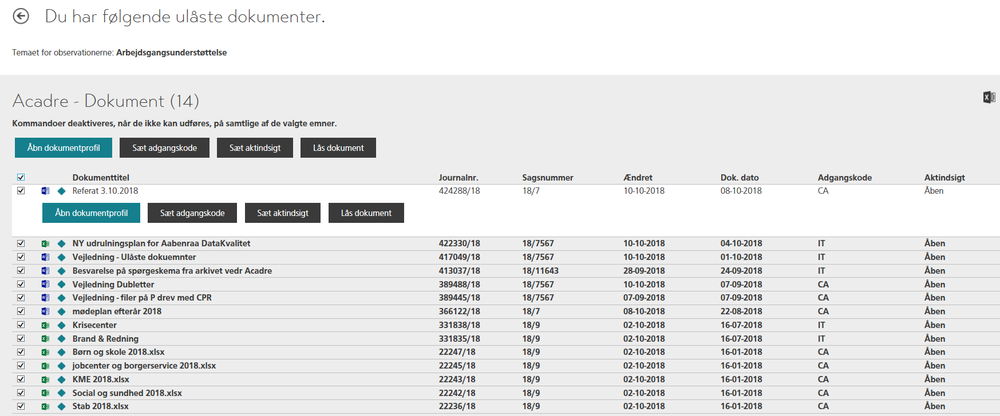 Du har følgende ulåste dokumenter.
Temaet for observationerne: Arbejdsgangsunderstøttelse
Acadre - Dokument (14)
Kommandoer deaktiveres, når de ikke kan udføres, på samtlige af de valgte emner.
Åbn dokumentprofil Sæt adgangskode Sæt aktindsigt Lås dokument
Dokumenttitel Journalnr. Sagsnummer Ændret Dok. dato Adgangskode Aktindsigt
Referat 3.10.2018 424288/18 18/7 10-10-2018 08-10-2018 CA Åben
Åbn dokumentprofil Sæt adgangskode Sæt aktindsigt Lås dokument
NY udrulningsplan for Aabenraa DataKvalitet 422330/18 18/7567 10-10-2018 04-10-2018 IT Åben
Vejledning - Ulåste dokuemnter 417049/18 18/7567 10-10-2018 01-10-2018 IT Åben
Besvarelse på spørgeskema fra arkivet vedr Acadre 413037/18 18/11643 28-09-2018 24-09-2018 IT Åben
Vejledning Dubletter 389488/18 18/7567 10-10-2018 07-09-2018 CA Åben
Vejledning - filer på P drev med CPR 389445/18 18/7567 07-09-2018 07-09-2018 CA Åben
mødeplan efterår 2018 366122/18 18/7 08-10-2018 22-08-2018 CA Åben
Krisecenter 331838/18 18/9 02-10-2018 16-07-2018 IT Åben
Brand & Redning 331835/18 18/9 02-10-2018 16-07-2018 IT Åben
Børn og skole 2018.xlsx 22247/18 18/9 02-10-2018 16-01-2018 CA Åben
jobcenter og borgerservice 2018.xlsx 22245/18 18/9 02-10-2018 16-01-2018 CA Åben
KME 2018.xlsx 22243/18 18/9 02-10-2018 16-01-2018 CA Åben
Social og sundhed 2018.xlsx 22242/18 18/9 02-10-2018 16-01-2018 CA Åben
Stab 2018.xlsx 22236/18 18/9 02-10-2018 16-01-2018 CA Åben